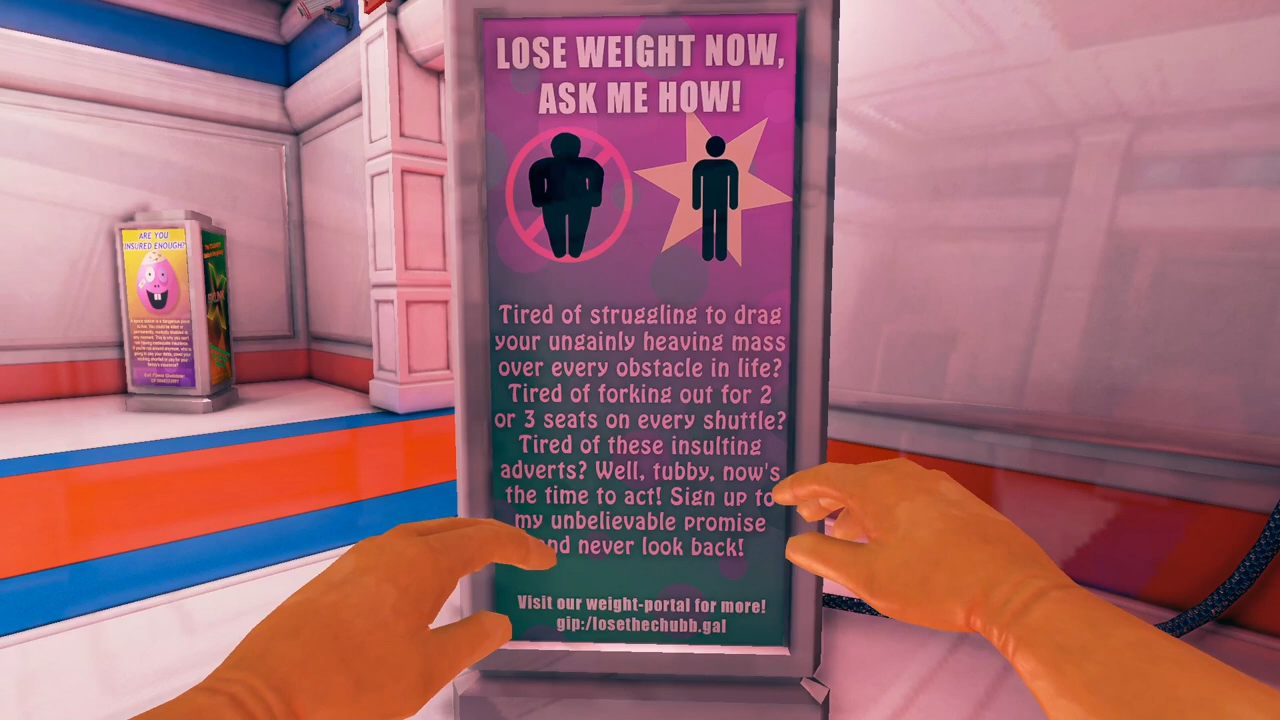 LOSE WEIGHT NOW,
ASK ME HOW!
Tired of struggling to drag
your ungainly heaving mass
over every obstacle in life?
Tired of forking out for 2
or 3 seats on every shuttle?
Tired of these insulting
adverts? Well, tubby, now's
the time to act! Sign up to
my unbelievable promise
and never look back!
Visit our weight-portal for more!
gip:/losethechubb.gal
ARE YOU
INSURED ENOUGH?